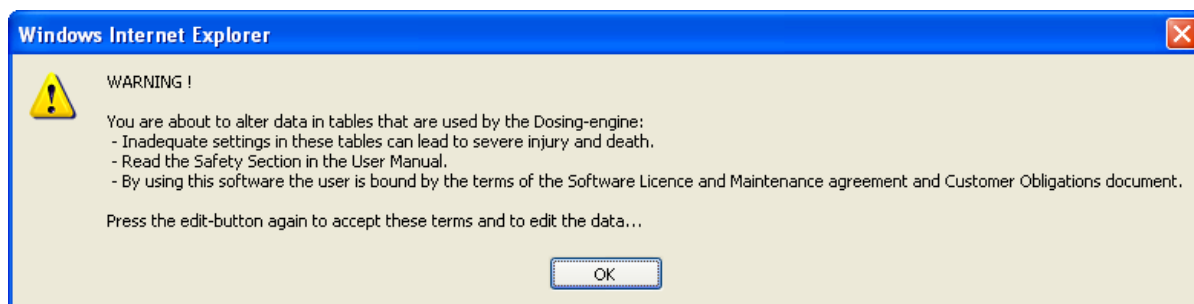 Windows Internet Explorer
WARNING !
You are about to alter data in tables that are used by the Dosing-engine:
- Inadequate settings in these tables can lead to severe injury and death.
- Read the Safety Section in the User Manual.
- By using this software the user is bound by the terms of the Software Licence and Maintenance agreement and Customer Obligations document.
Press the edit-button again to accept these terms and to edit the data...
OK